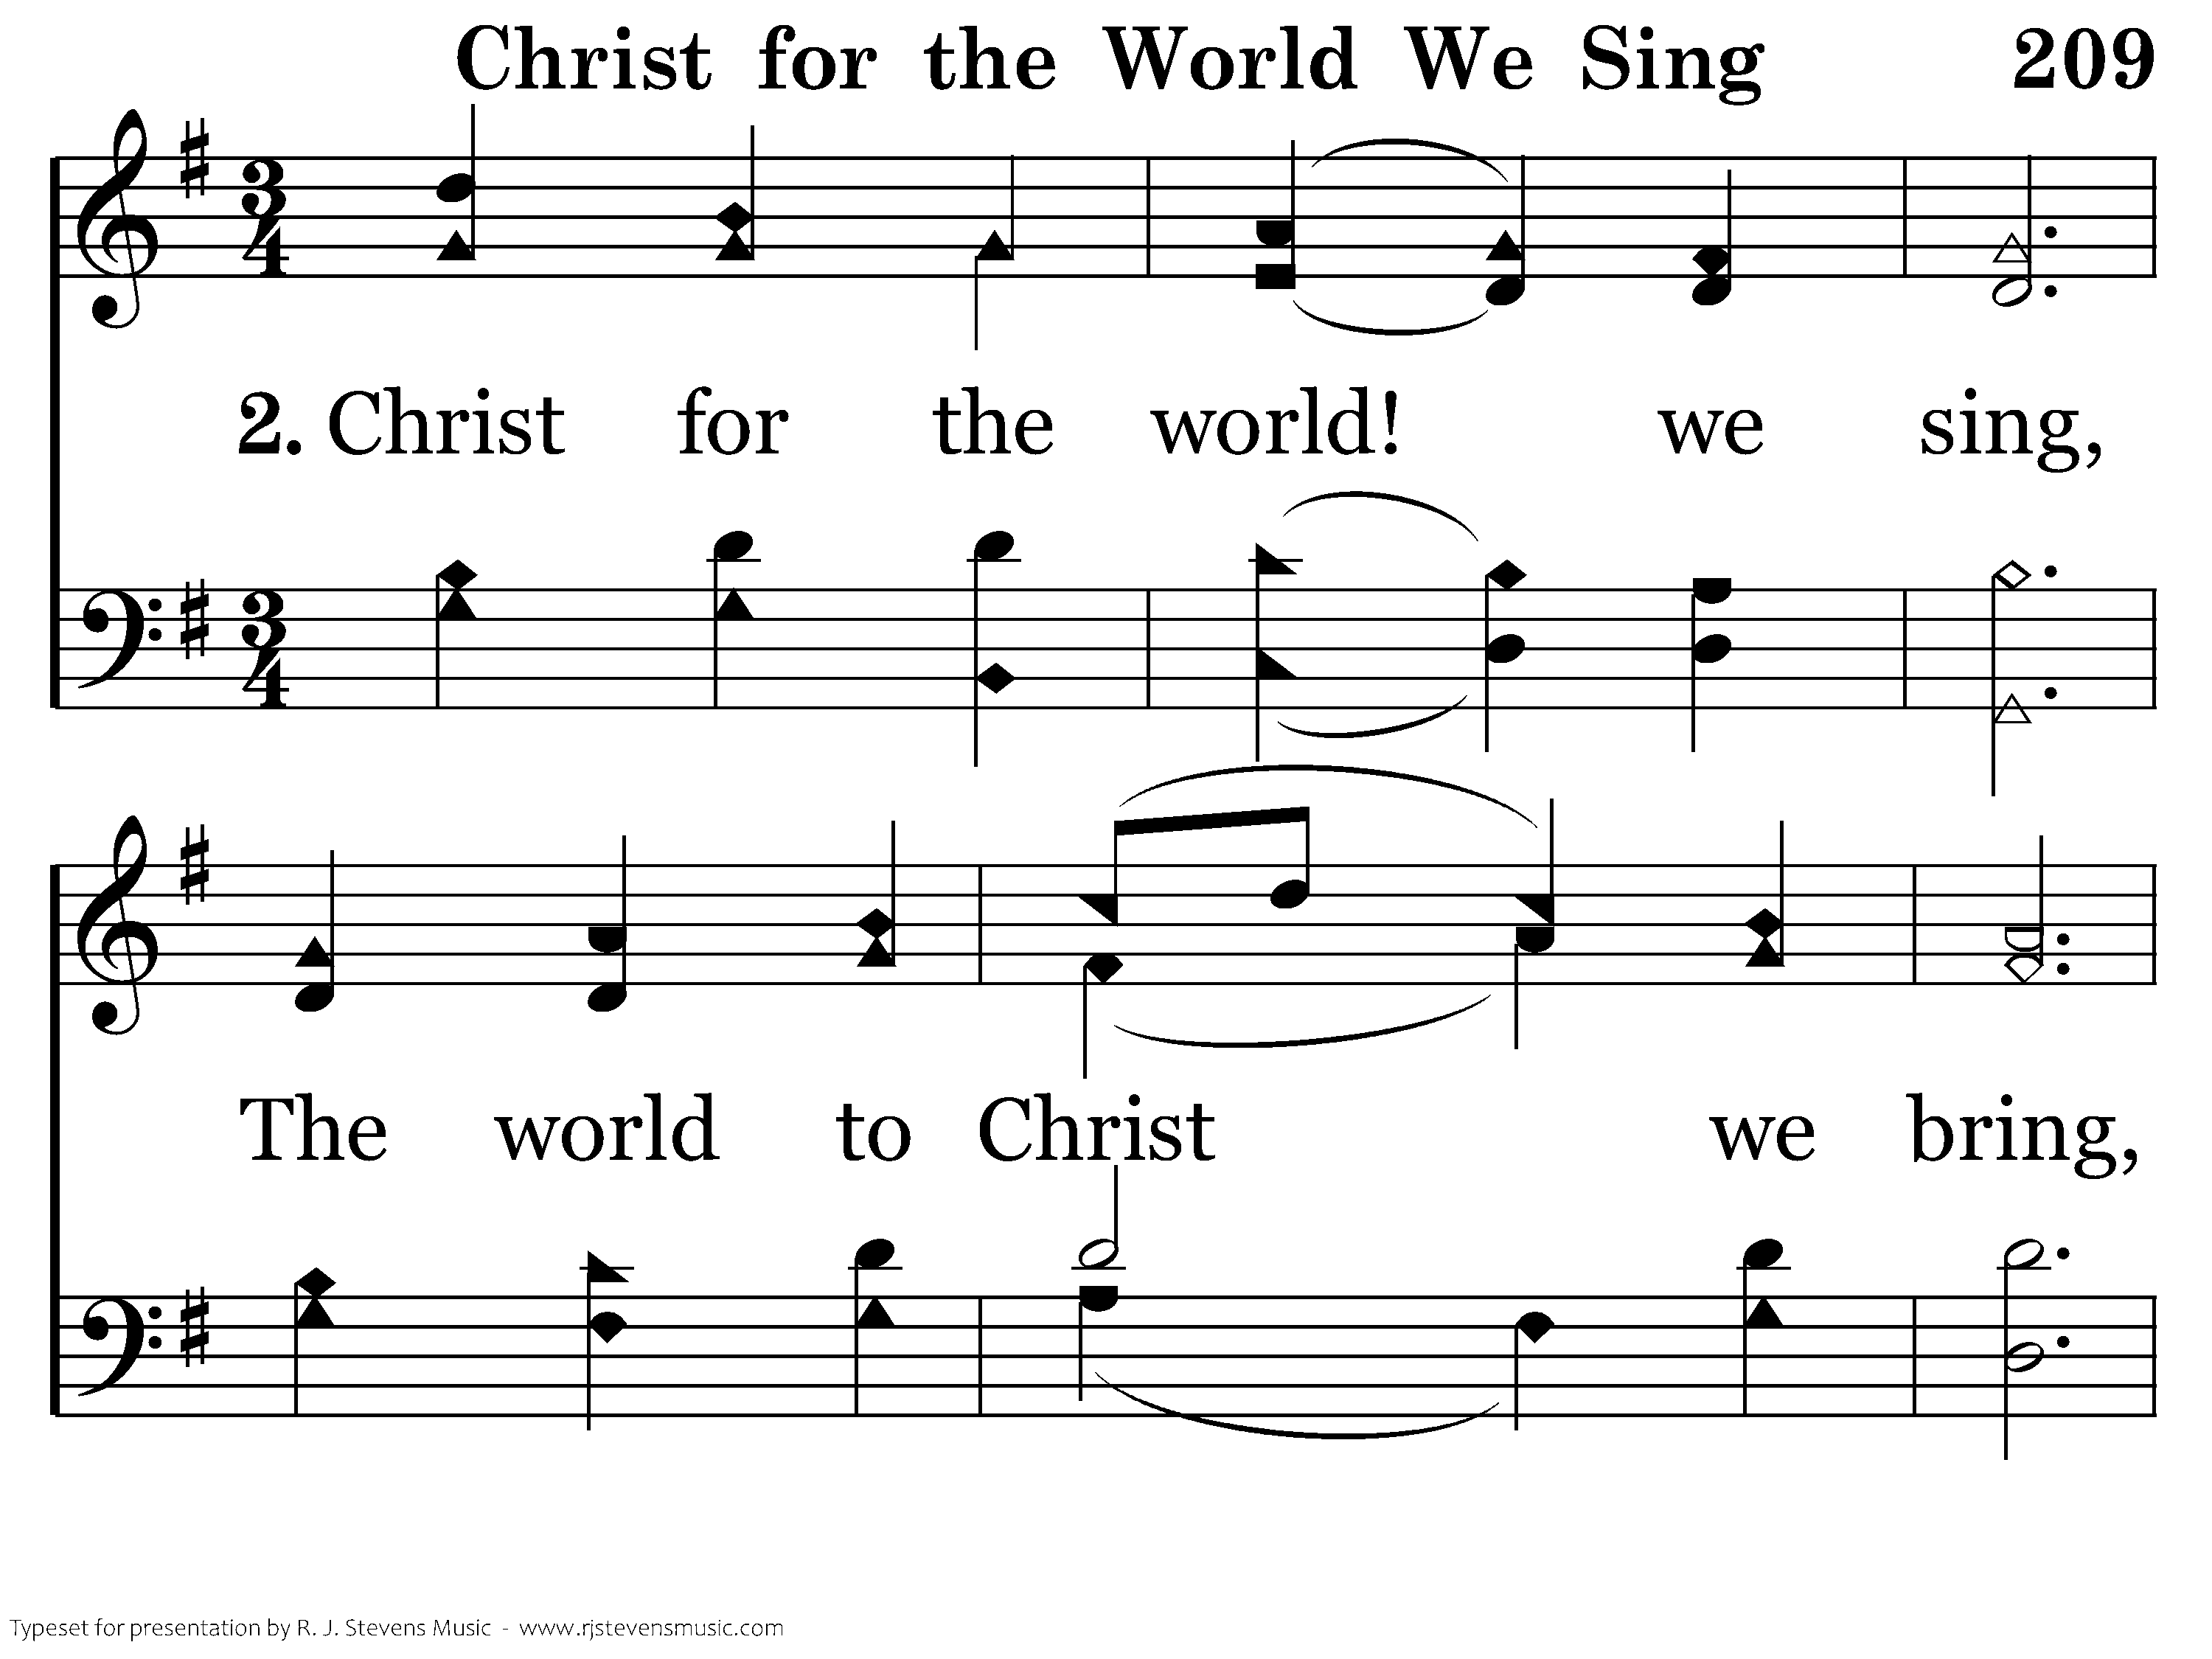 Christ for the World We Sing 209
2. Christ for the world! we sing,
The world to Christ we bring,
Typeset for presentation by R. J. Stevens Music - www.rjstevensmusic.com